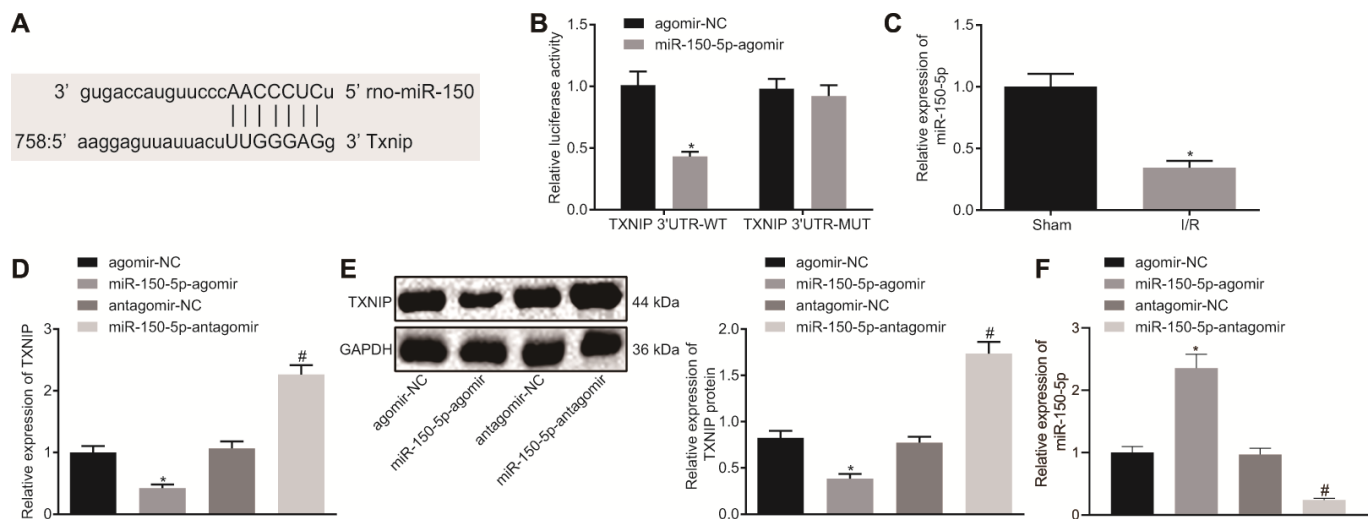 A
3' gugaccauguucccAACCCUCu 5' rno-miR-150
758:5' aaggaguuauuacuUUGGGAGg 3' Txnip
B
agomir-NC
miR-150-5p-agomir
Relative luciferase activity
1.5
1.0
0.5
0.0
*
TXNIP 3'UTR-WT
TXNIP 3'UTR-MUT
C
Relative expression of
miR-150-5p
1.5
1.0
0.5
0.0
*
Sham
I/R
D
agomir-NC
miR-150-5p-agomir
antagomir-NC
miR-150-5p-antagomir
Relative expression of TXNIP
3
2
1
0
*
#
E
TXNIP
44 kDa
GAPDH
36 kDa
agomir-NC
miR-150-5p-agomir
antagomir-NC
miR-150-5p-antagomir
agomir-NC
miR-150-5p-agomir
antagomir-NC
miR-150-5p-antagomir
Relative expression of
TXNIP protein
2.0
1.5
1.0
0.5
0.0
*
#
F
agomir-NC
miR-150-5p-agomir
antagomir-NC
miR-150-5p-antagomir
Relative expression of
miR-150-5p
3
2
1
0
*
#